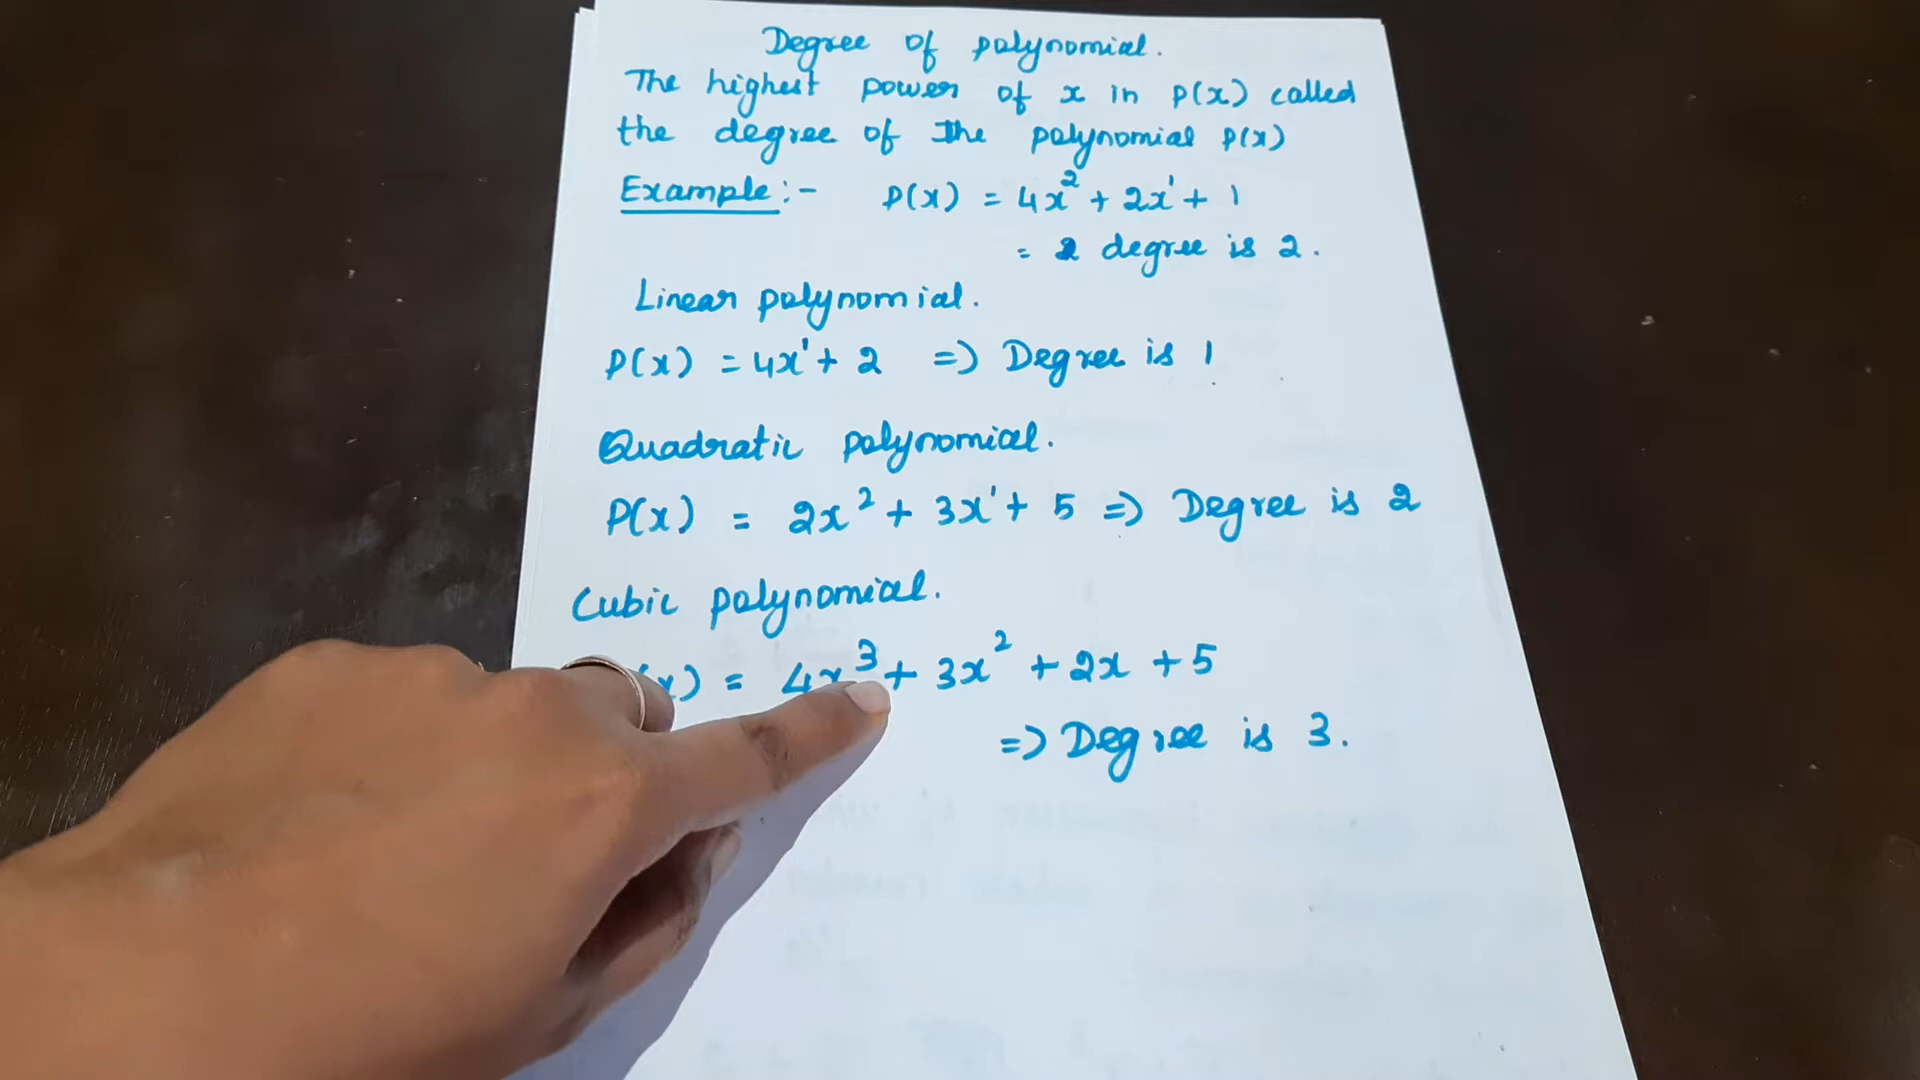 Degree of polynomial.
The highest power of x in P(x) called
the degree of the polynomial P(x)
Example:- P(x) = 4x² + 2x¹ + 1
= 2 degree is 2.
Linear polynomial.
P(x) = 4x¹ + 2 => Degree is 1
Quadratic polynomial.
P(x) = 2x² + 3x¹ + 5 => Degree is 2
Cubic polynomial.
(x) = 4x³ + 3x² + 2x + 5
=> Degree is 3.